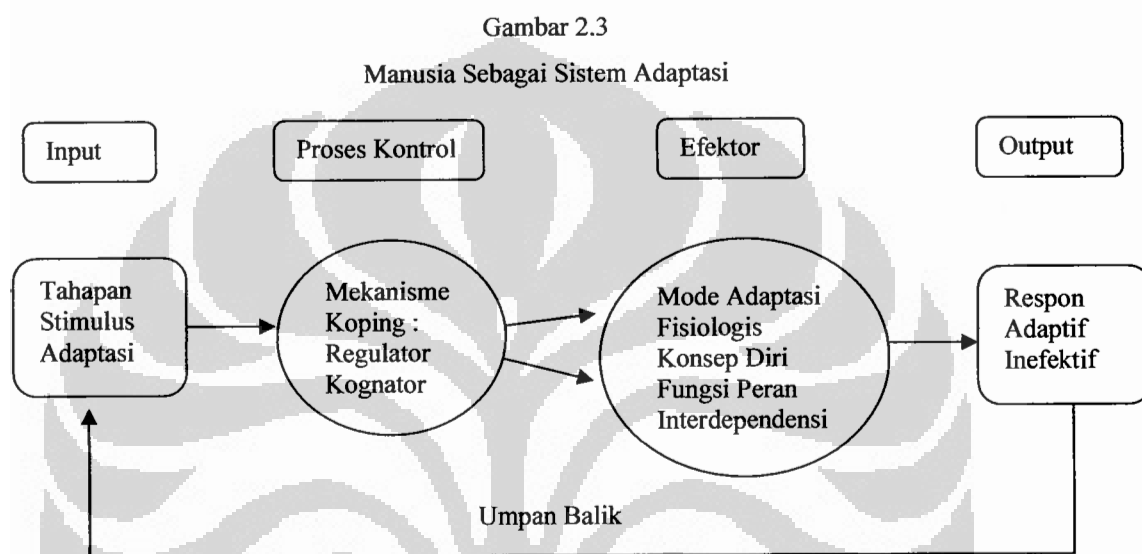 Gambar 2.3
Manusia Sebagai Sistem Adaptasi
Input
Proses Kontrol
Efektor
Output
Tahapan
Stimulus
Adaptasi
Mekanisme
Koping :
Regulator
Kognator
Mode Adaptasi
Fisiologis
Konsep Diri
Fungsi Peran
Interdependensi
Respon
Adaptif
Inefektif
Umpan Balik